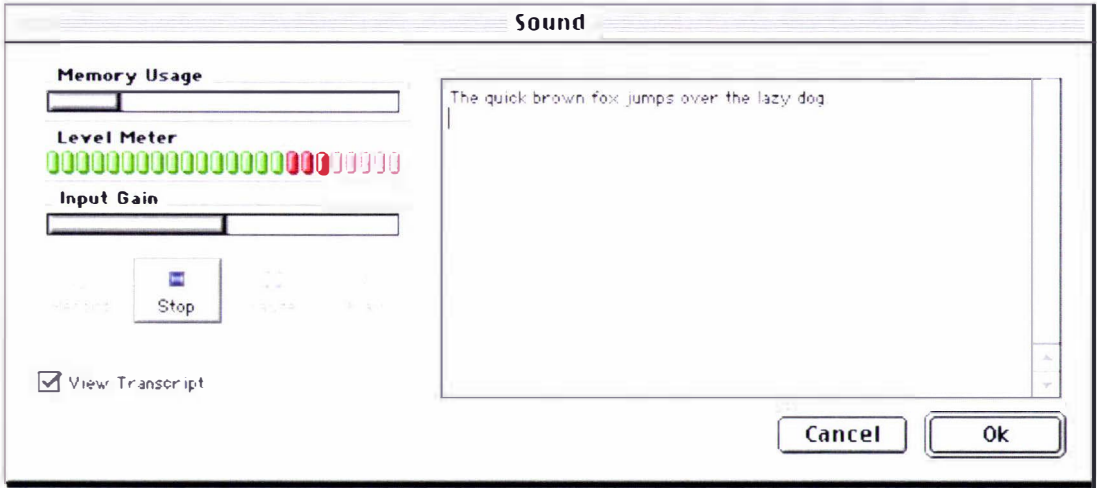 Sound
Memory Usage
Level Meter
Input Gain
Stop
View Transcript
The quick brown fox jumps over the lazy dog
Cancel
Ok